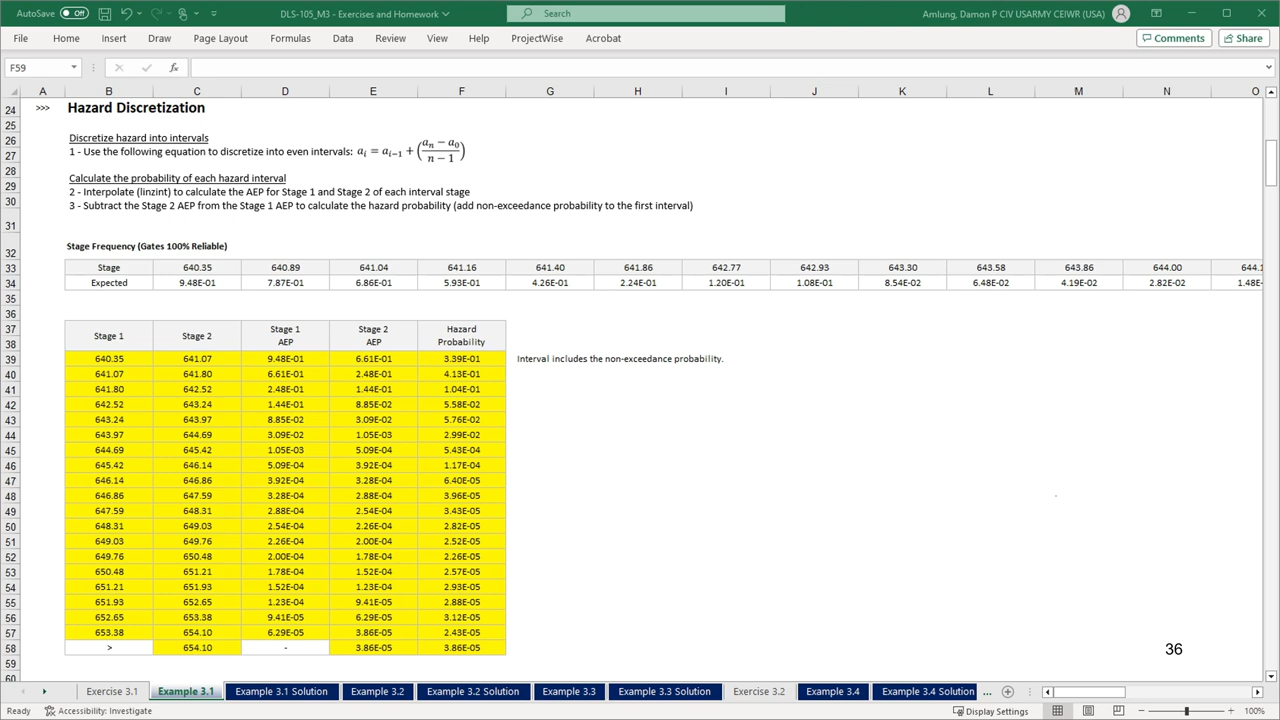 AutoSave Off DLS-105_M3 - Exercises and Homework Search Amlung, Damon P CIV USARMY CEIWR (USA)
File Home Insert Draw Page Layout Formulas Data Review View Help ProjectWise Acrobat Comments Share
F59 fx
A B C D E F G H I J K L M N O
24 >>> Hazard Discretization
25
26 Discretize hazard into intervals
27 1 - Use the following equation to discretize into even intervals: a_i = a_{i-1} + ((a_n − a_0)/(n − 1))
28 Calculate the probability of each hazard interval
29 2 - Interpolate (linzint) to calculate the AEP for Stage 1 and Stage 2 of each interval stage
30 3 - Subtract the Stage 2 AEP from the Stage 1 AEP to calculate the hazard probability (add non-exceedance probability to the first interval)
31
32 Stage Frequency (Gates 100% Reliable)
33 Stage 640.35 640.89 641.04 641.16 641.40 641.86 642.77 642.93 643.30 643.58 643.86 644.00 644.1
34 Expected 9.48E-01 7.87E-01 6.86E-01 5.93E-01 4.26E-01 2.24E-01 1.20E-01 1.08E-01 8.54E-02 6.48E-02 4.19E-02 2.82E-02 1.48E-
35
36
37 Stage 1 Stage 2 Stage 1 Stage 2 Hazard
38 AEP AEP Probability
39 640.35 641.07 9.48E-01 6.61E-01 3.39E-01 Interval includes the non-exceedance probability.
40 641.07 641.80 6.61E-01 2.48E-01 4.13E-01
41 641.80 642.52 2.48E-01 1.44E-01 1.04E-01
42 642.52 643.24 1.44E-01 8.85E-02 5.58E-02
43 643.24 643.97 8.85E-02 3.09E-02 5.76E-02
44 643.97 644.69 3.09E-02 1.05E-03 2.99E-02
45 644.69 645.42 1.05E-03 5.09E-04 5.43E-04
46 645.42 646.14 5.09E-04 3.92E-04 1.17E-04
47 646.14 646.86 3.92E-04 3.28E-04 6.40E-05
48 646.86 647.59 3.28E-04 2.88E-04 3.96E-05
49 647.59 648.31 2.88E-04 2.54E-04 3.43E-05
50 648.31 649.03 2.54E-04 2.26E-04 2.82E-05
51 649.03 649.76 2.26E-04 2.00E-04 2.52E-05
52 649.76 650.48 2.00E-04 1.78E-04 2.26E-05
53 650.48 651.21 1.78E-04 1.52E-04 2.57E-05
54 651.21 651.93 1.52E-04 1.23E-04 2.93E-05
55 651.93 652.65 1.23E-04 9.41E-05 2.88E-05
56 652.65 653.38 9.41E-05 6.29E-05 3.12E-05
57 653.38 654.10 6.29E-05 3.86E-05 2.43E-05
58 > 654.10 - 3.86E-05 3.86E-05 36
59
60
Exercise 3.1 Example 3.1 Example 3.1 Solution Example 3.2 Example 3.2 Solution Example 3.3 Example 3.3 Solution Exercise 3.2 Example 3.4 Example 3.4 Solution ...
Ready Accessibility: Investigate Display Settings 100%